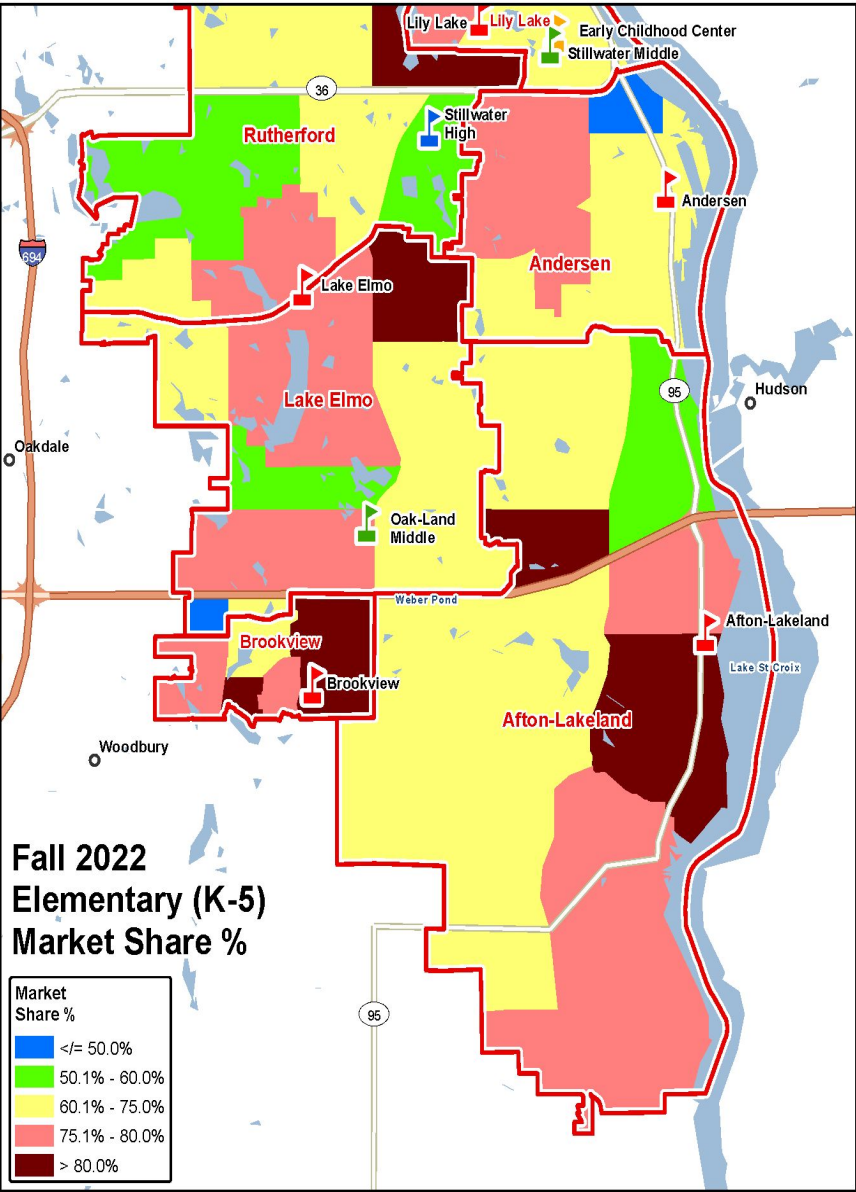 Lily Lake
Lily Lake
Early Childhood Center
Stillwater Middle
36
Rutherford
Stillwater
High
Andersen
694
Andersen
Lake Elmo
Lake Elmo
95
Hudson
Oakdale
Oak-Land
Middle
Weber Pond
Brookview
Afton-Lakeland
Lake St Croix
Brookview
Afton-Lakeland
Woodbury
Fall 2022
Elementary (K-5)
Market Share %
Market
Share %
</= 50.0%
50.1% - 60.0%
60.1% - 75.0%
75.1% - 80.0%
> 80.0%
95